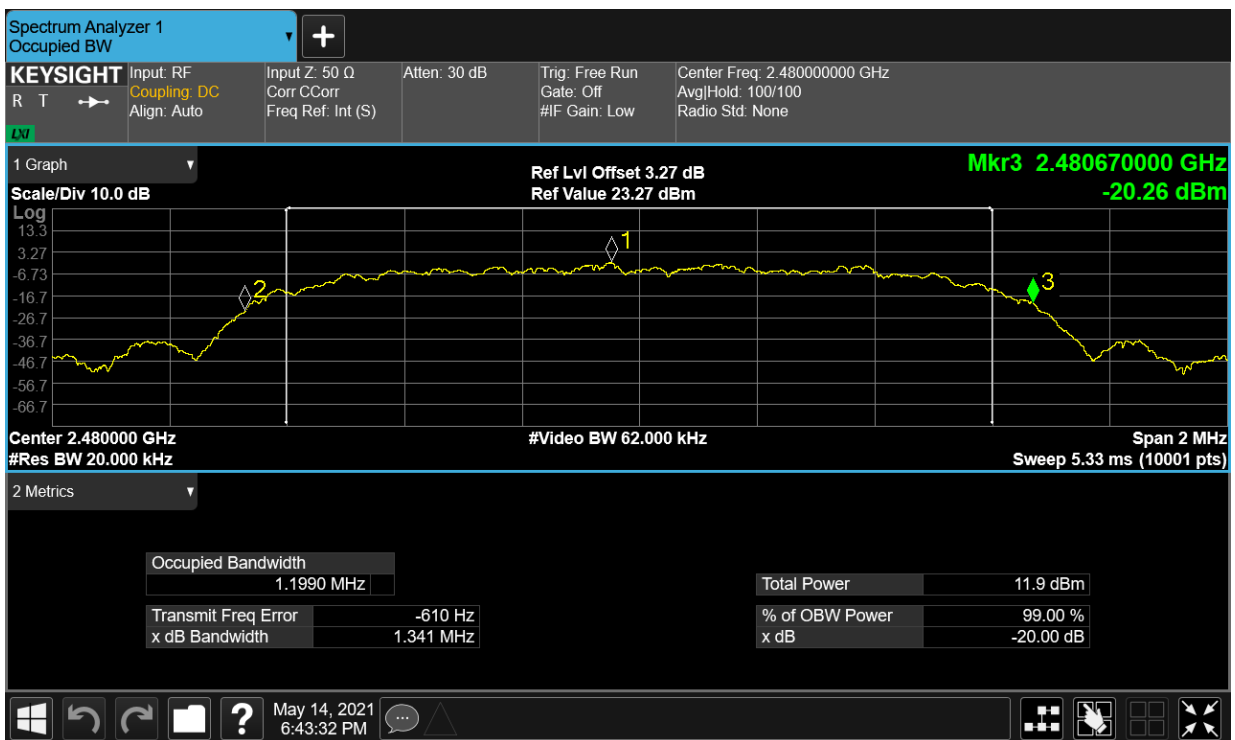 Spectrum Analyzer 1
Occupied BW
▼
+
KEYSIGHT
R T
LXI
Input: RF
Coupling: DC
Align: Auto
Input Z: 50 Ω
Corr CCorr
Freq Ref: Int (S)
Atten: 30 dB
Trig: Free Run
Gate: Off
#IF Gain: Low
Center Freq: 2.480000000 GHz
Avg|Hold: 100/100
Radio Std: None
1 Graph ▼
Scale/Div 10.0 dB
Ref Lvl Offset 3.27 dB
Ref Value 23.27 dBm
Mkr3 2.480670000 GHz
-20.26 dBm
Log
13.3
3.27
-6.73
-16.7
-26.7
-36.7
-46.7
-56.7
-66.7
1
2
3
Center 2.480000 GHz
#Res BW 20.000 kHz
#Video BW 62.000 kHz
Span 2 MHz
Sweep 5.33 ms (10001 pts)
2 Metrics ▼
Occupied Bandwidth
1.1990 MHz
Transmit Freq Error -610 Hz
x dB Bandwidth 1.341 MHz
Total Power 11.9 dBm
% of OBW Power 99.00 %
x dB -20.00 dB
?
May 14, 2021
6:43:32 PM